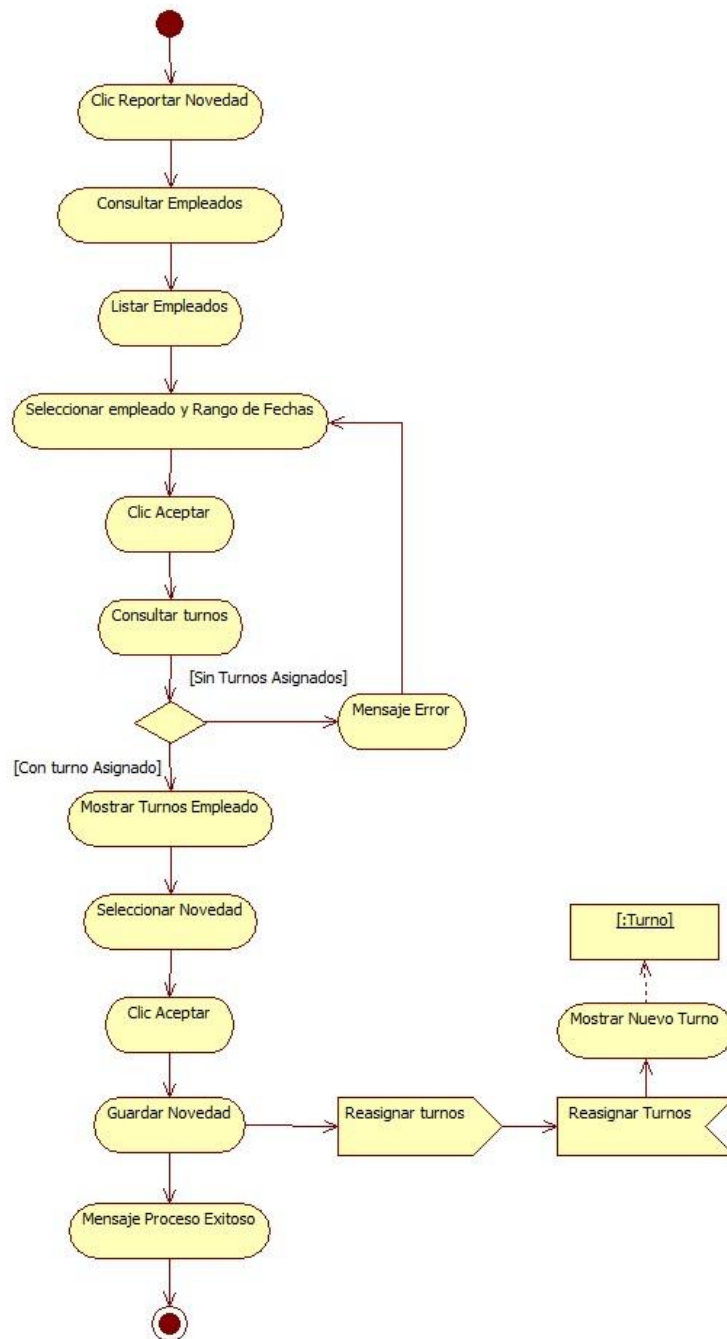 Clic Reportar Novedad
Consultar Empleados
Listar Empleados
Seleccionar empleado y Rango de Fechas
Clic Aceptar
Consultar turnos
[Sin Turnos Asignados]
Mensaje Error
[Con turno Asignado]
Mostrar Turnos Empleado
Seleccionar Novedad
[:Turno]
Clic Aceptar
Mostrar Nuevo Turno
Guardar Novedad
Reasignar turnos
Reasignar Turnos
Mensaje Proceso Exitoso